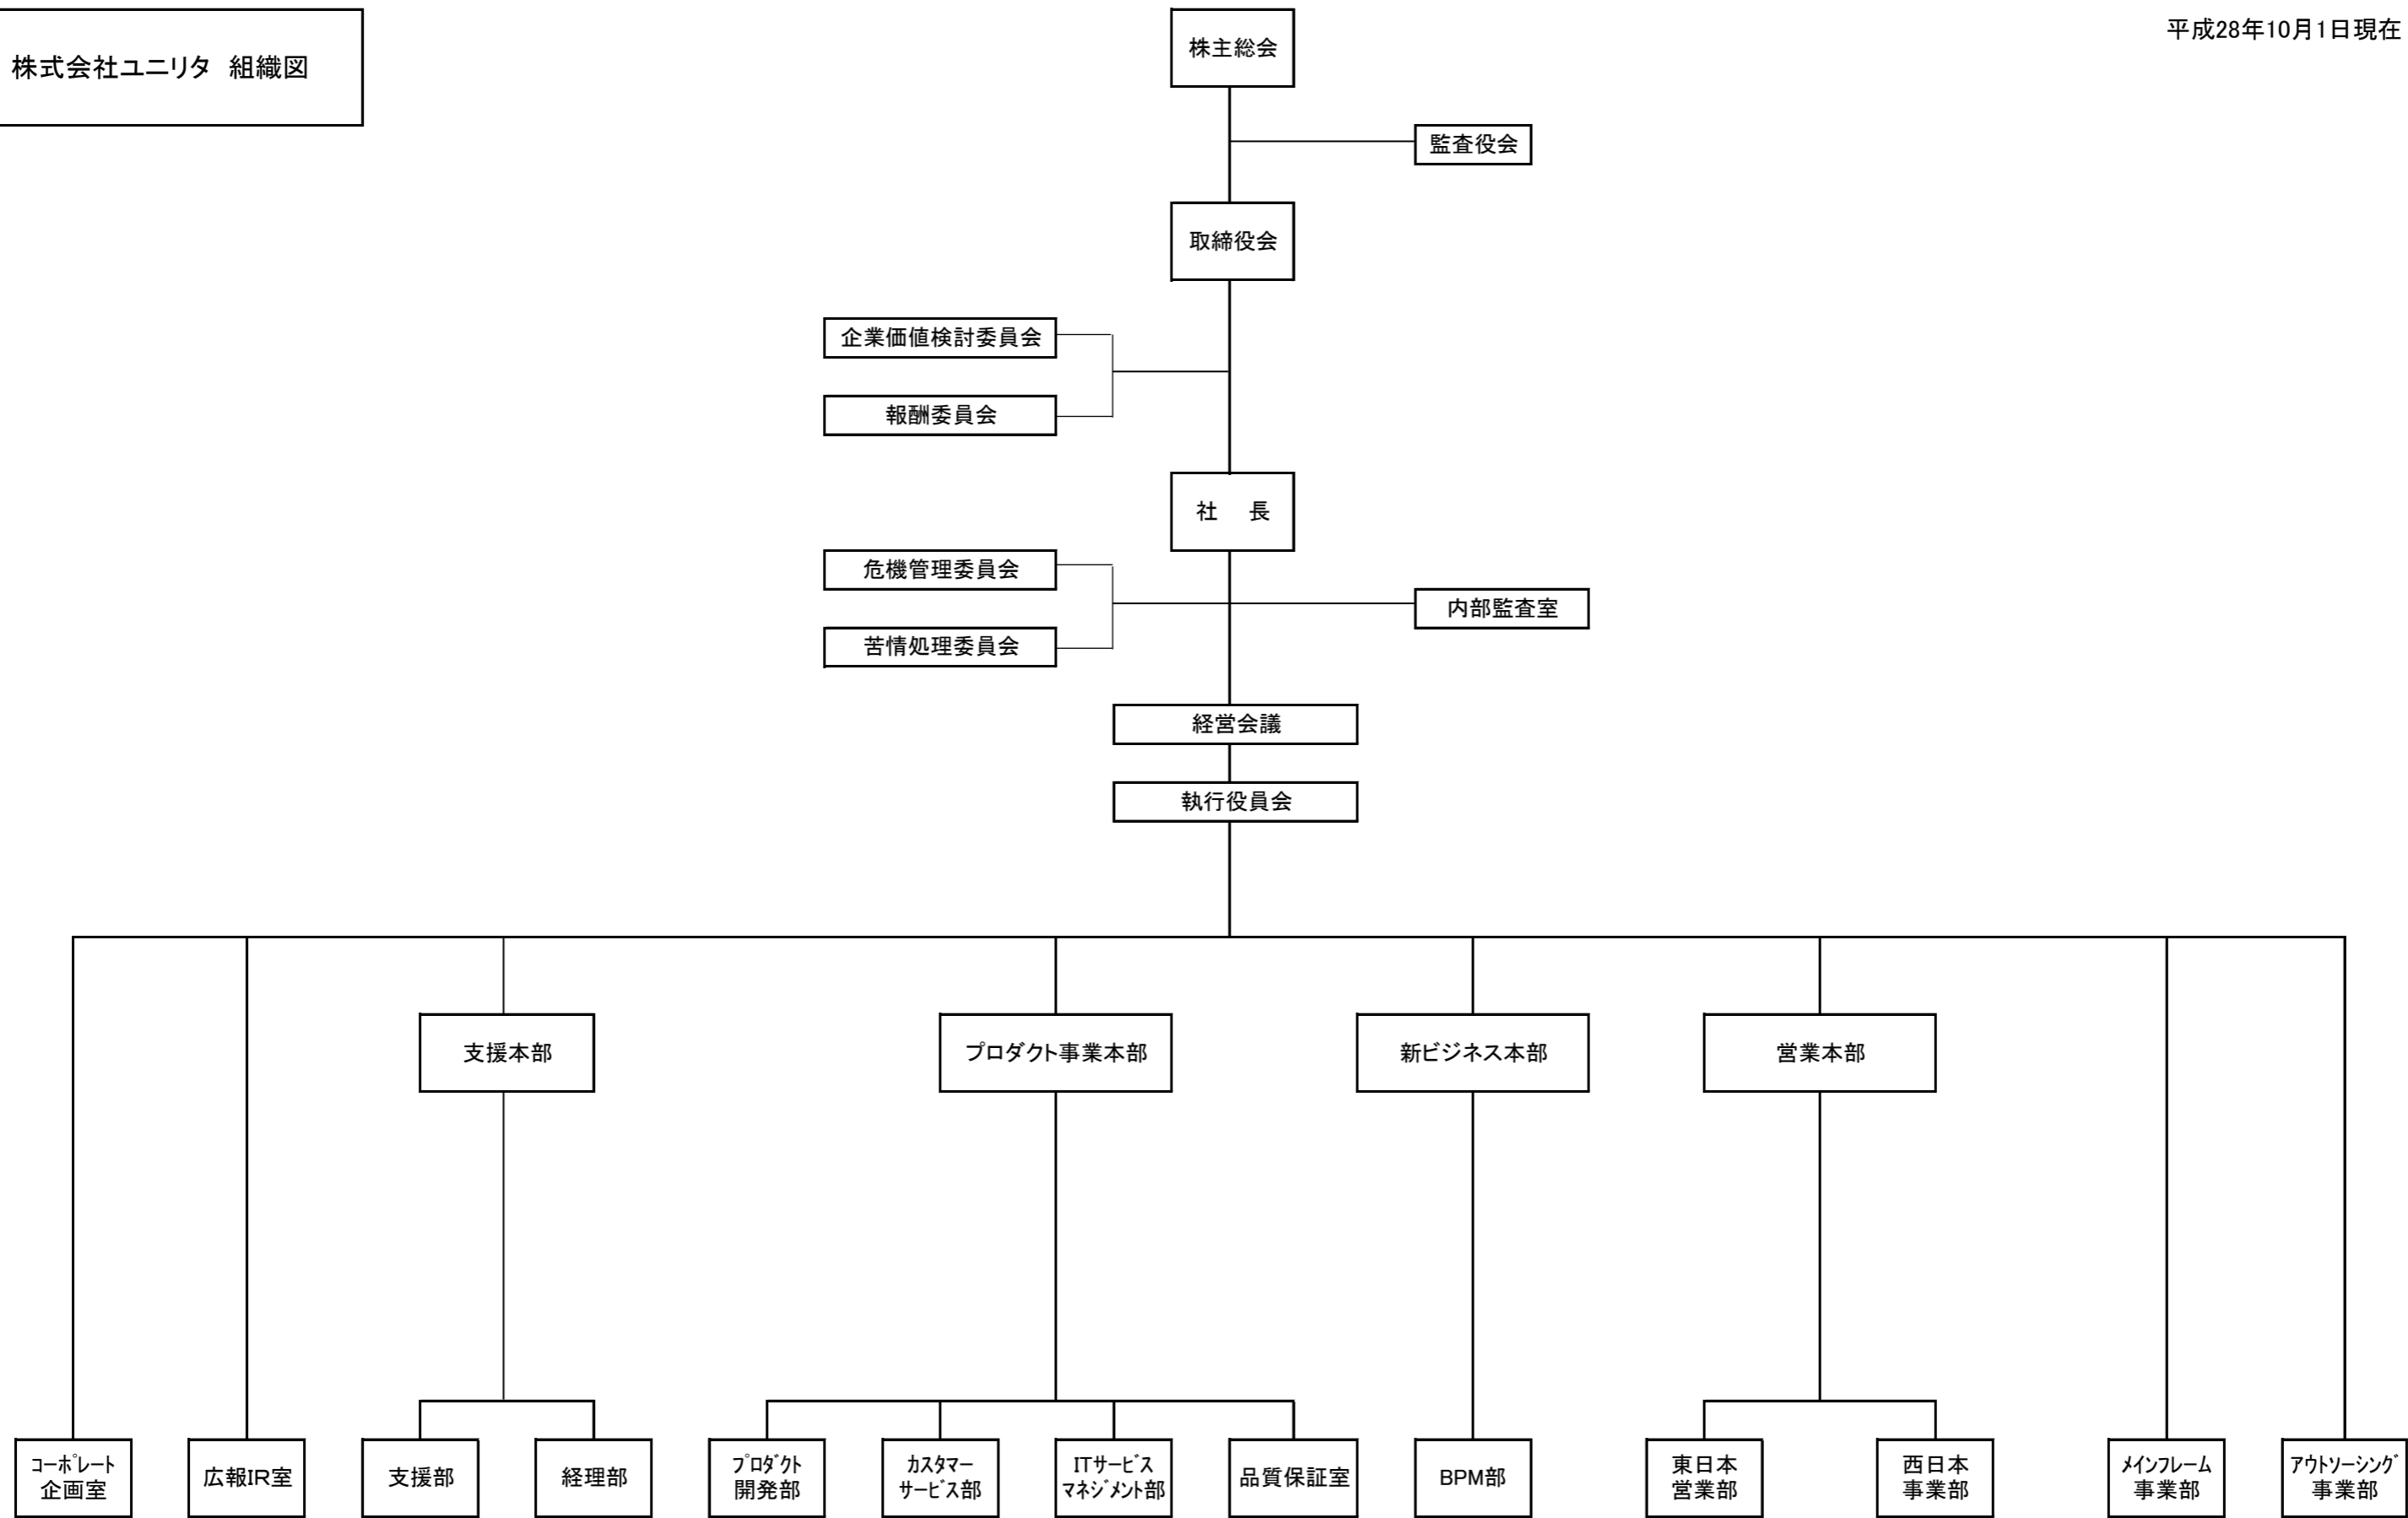 株式会社ユニリタ 組織図
平成28年10月1日現在
株主総会
監査役会
取締役会
企業価値検討委員会
報酬委員会
社 長
危機管理委員会
内部監査室
苦情処理委員会
経営会議
執行役員会
支援本部
プロダクト事業本部
新ビジネス本部
営業本部
ｺｰﾎﾟﾚｰﾄ
企画室
広報IR室
支援部
経理部
ﾌﾟﾛﾀﾞｸﾄ
開発部
ｶｽﾀﾏｰ
ｻｰﾋﾞｽ部
ITｻｰﾋﾞｽ
ﾏﾈｼﾞﾒﾝﾄ部
品質保証室
BPM部
東日本
営業部
西日本
事業部
ﾒｲﾝﾌﾚｰﾑ
事業部
ｱｳﾄｿｰｼﾝｸﾞ
事業部